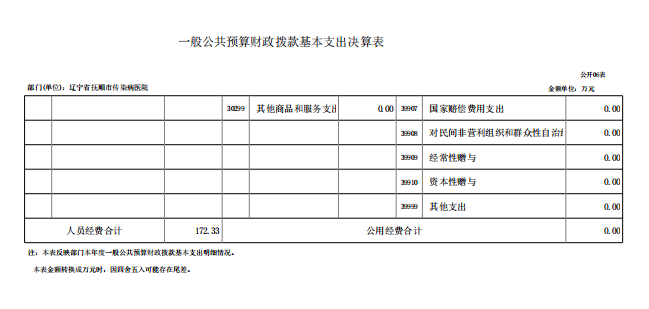 一般公共预算财政拨款基本支出决算表
公开06表
部门(单位)：辽宁省抚顺市传染病医院 金额单位：万元
30299 其他商品和服务支出 0.00 39907 国家赔偿费用支出 0.00
39908 对民间非营利组织和群众性自治组 0.00
39909 经常性赠与 0.00
39910 资本性赠与 0.00
39999 其他支出 0.00
人员经费合计 172.33 公用经费合计 0.00
注：本表反映部门本年度一般公共预算财政拨款基本支出明细情况。
本表金额转换成万元时，因四舍五入可能存在尾差。